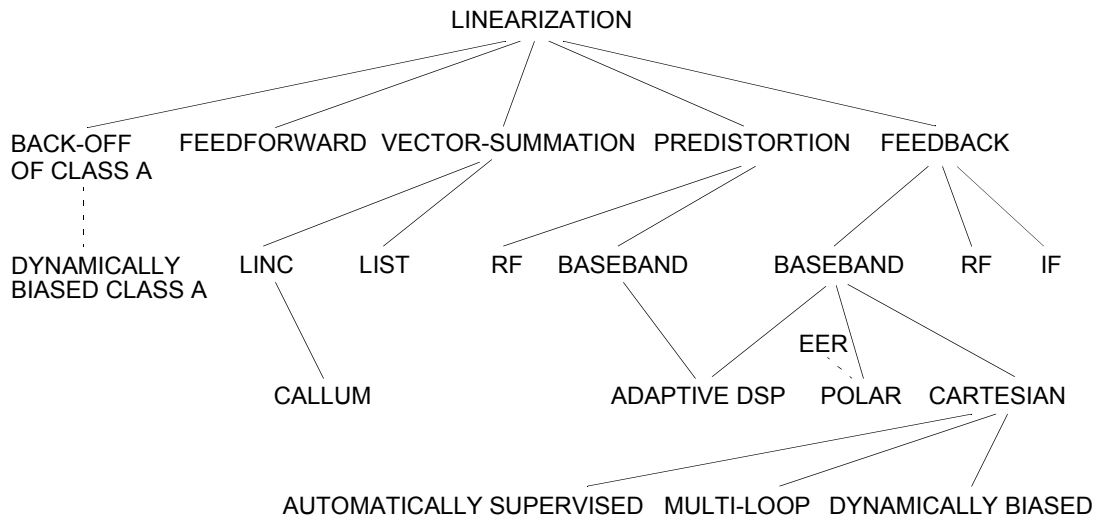 LINEARIZATION
BACK-OFF
OF CLASS A
FEEDFORWARD
VECTOR-SUMMATION
PREDISTORTION
FEEDBACK
DYNAMICALLY
BIASED CLASS A
LINC
LIST
RF
BASEBAND
BASEBAND
RF
IF
EER
CALLUM
ADAPTIVE DSP
POLAR
CARTESIAN
AUTOMATICALLY SUPERVISED
MULTI-LOOP
DYNAMICALLY BIASED